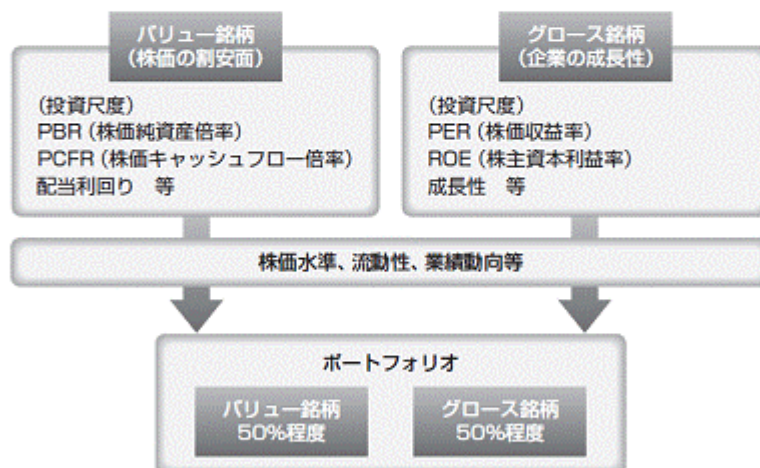 バリュー銘柄
(株価の割安面)
(投資尺度)
PBR(株価純資産倍率)
PCFR(株価キャッシュフロー倍率)
配当利回り 等
グロース銘柄
(企業の成長性)
(投資尺度)
PER(株価収益率)
ROE(株主資本利益率)
成長性 等
株価水準、流動性、業績動向等
ポートフォリオ
バリュー銘柄
50%程度
グロース銘柄
50%程度